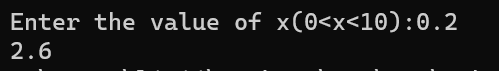 Enter the value of x(0<x<10):0.2
2.6